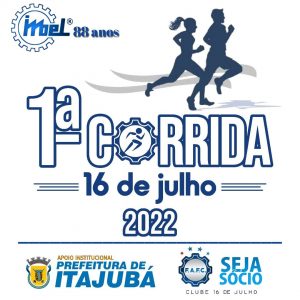 imbel® 88 anos
1ª CORRIDA
16 de julho
2022
APOIO INSTITUCIONAL
PREFEITURA DE
ITAJUBÁ
F.A.F.C.
SEJA
SÓCIO
CLUBE 16 DE JULHO